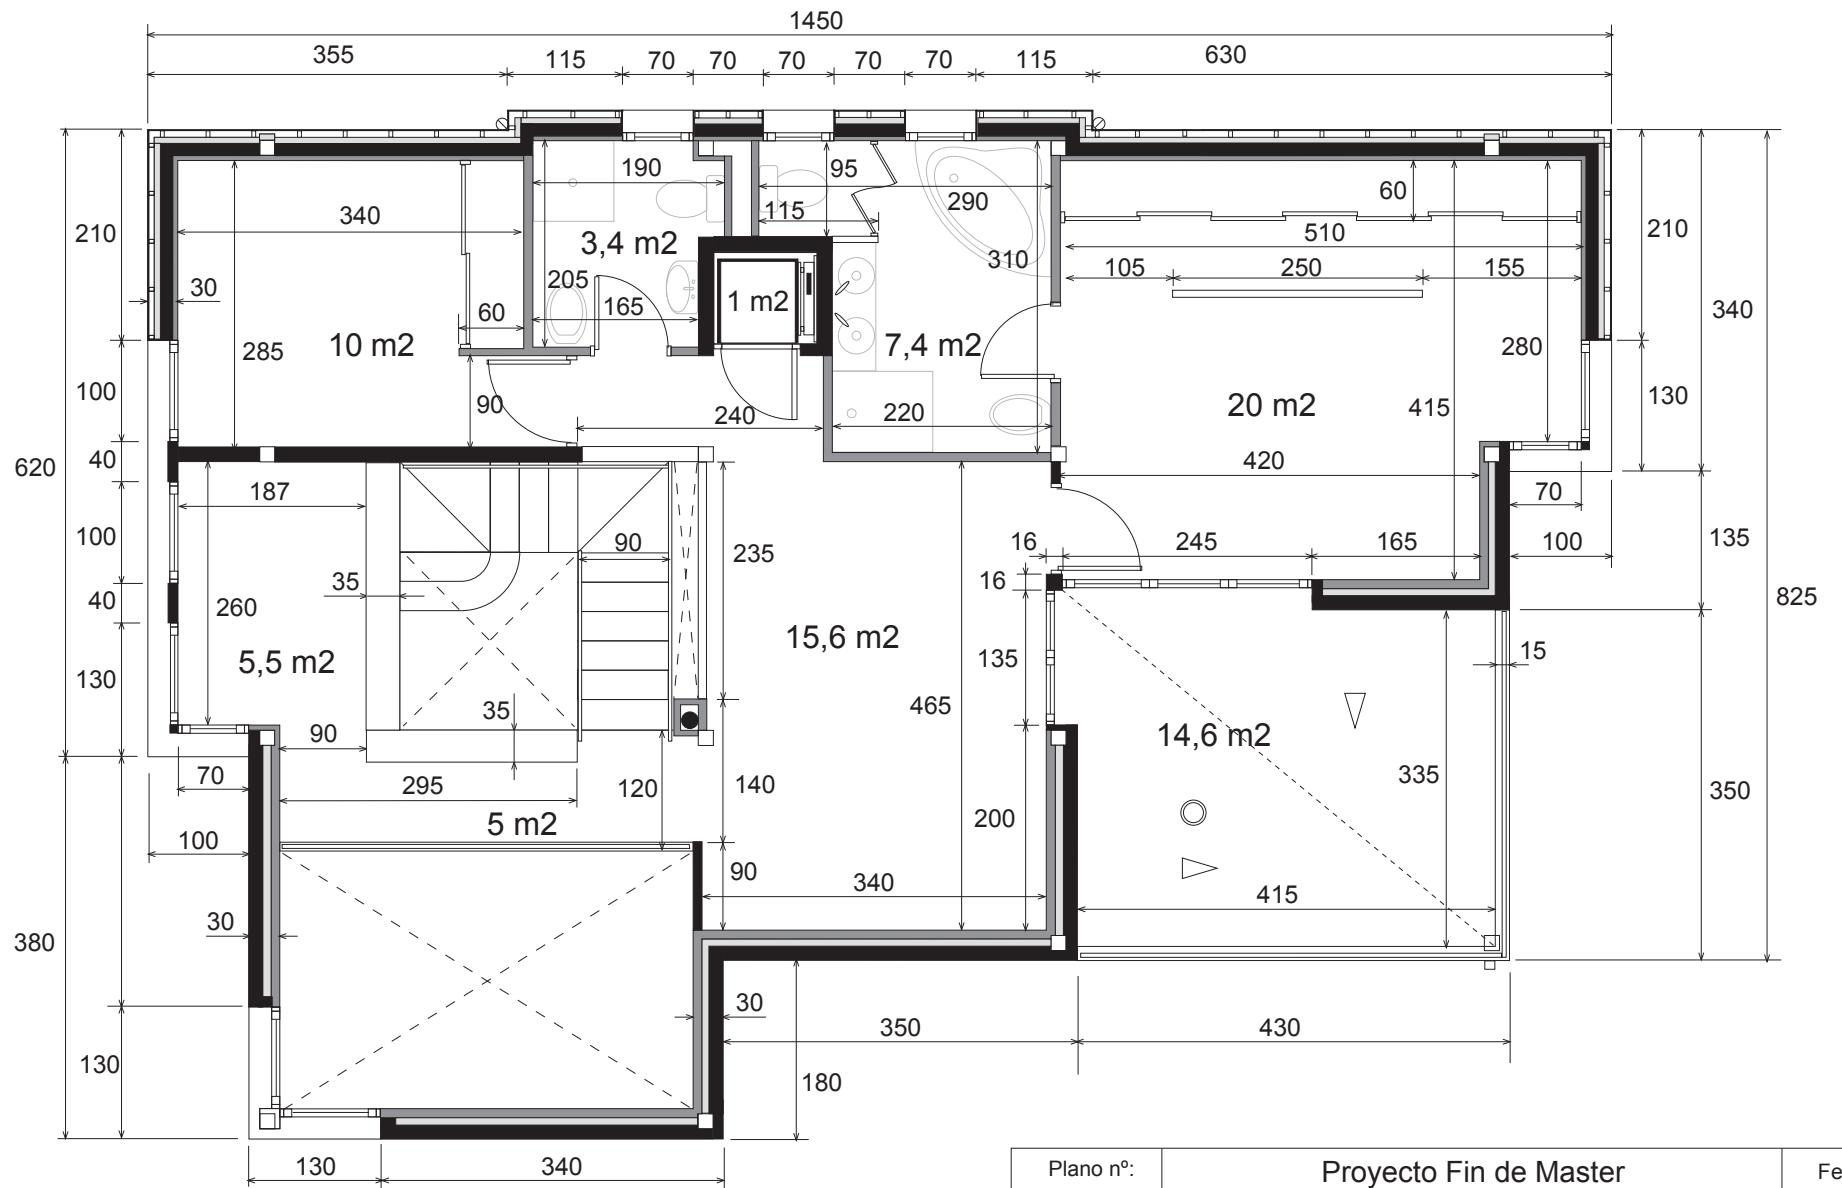 1450
355 115 70 70 70 70 70 115 630
190 95 60
290
115
340 3,4 m2 510
210 210
310
205 105 250 155
30 60 165 1 m2 340
285 10 m2 7,4 m2 280
100 130
90 240 220 20 m2 415
620 40 420
187 70
100 90 235 16 245 165 100 135
35 16
40 260 825
5,5 m2 15,6 m2 135 15
130 465
35 14,6 m2
90 335
70 295 120 140 350
5 m2 200
100
90 340 415
30
380
30 350 430
130 180
130 340
Plano nº: Proyecto Fin de Master Fe